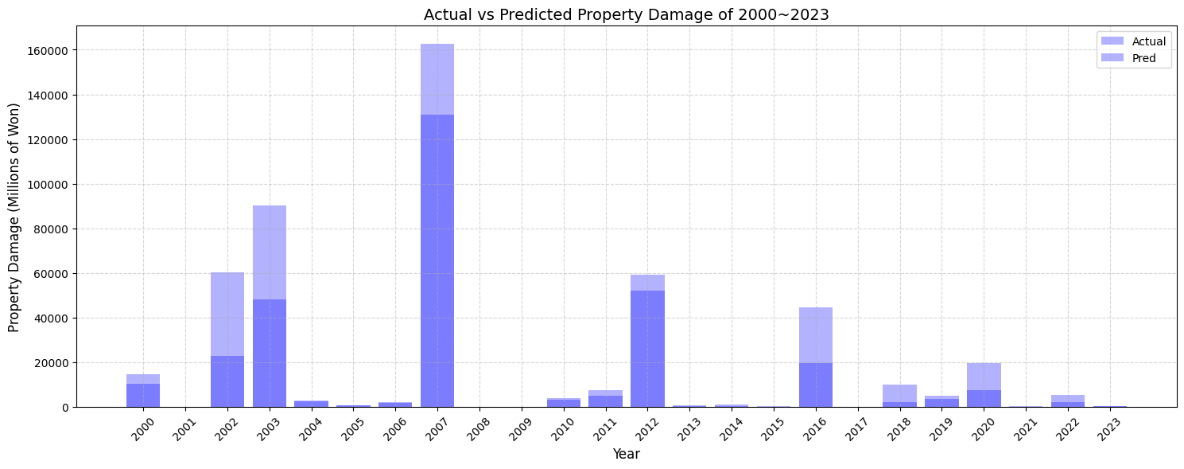 Actual vs Predicted Property Damage of 2000~2023
Actual
Pred
Property Damage (Millions of Won)
160000
140000
120000
100000
80000
60000
40000
20000
0
2000 2001 2002 2003 2004 2005 2006 2007 2008 2009 2010 2011 2012 2013 2014 2015 2016 2017 2018 2019 2020 2021 2022 2023
Year